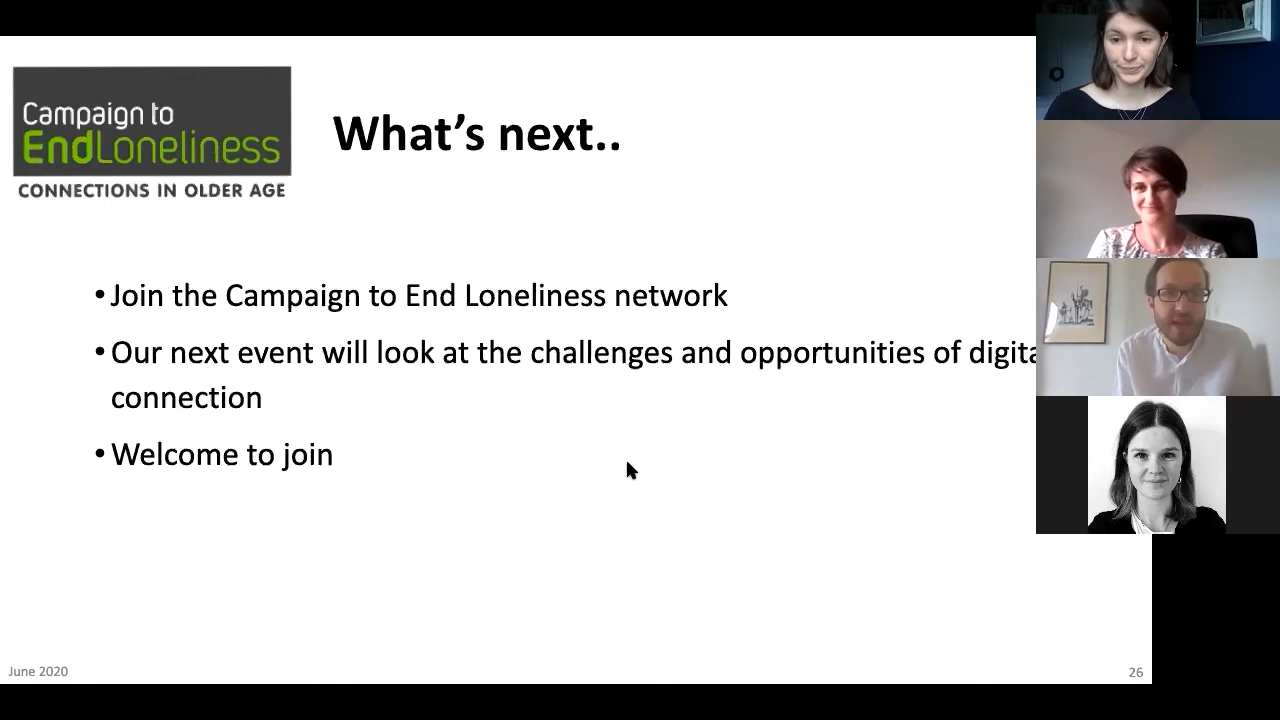 Campaign to
EndLoneliness
CONNECTIONS IN OLDER AGE
What's next..
• Join the Campaign to End Loneliness network
• Our next event will look at the challenges and opportunities of digita
connection
• Welcome to join
June 2020
26